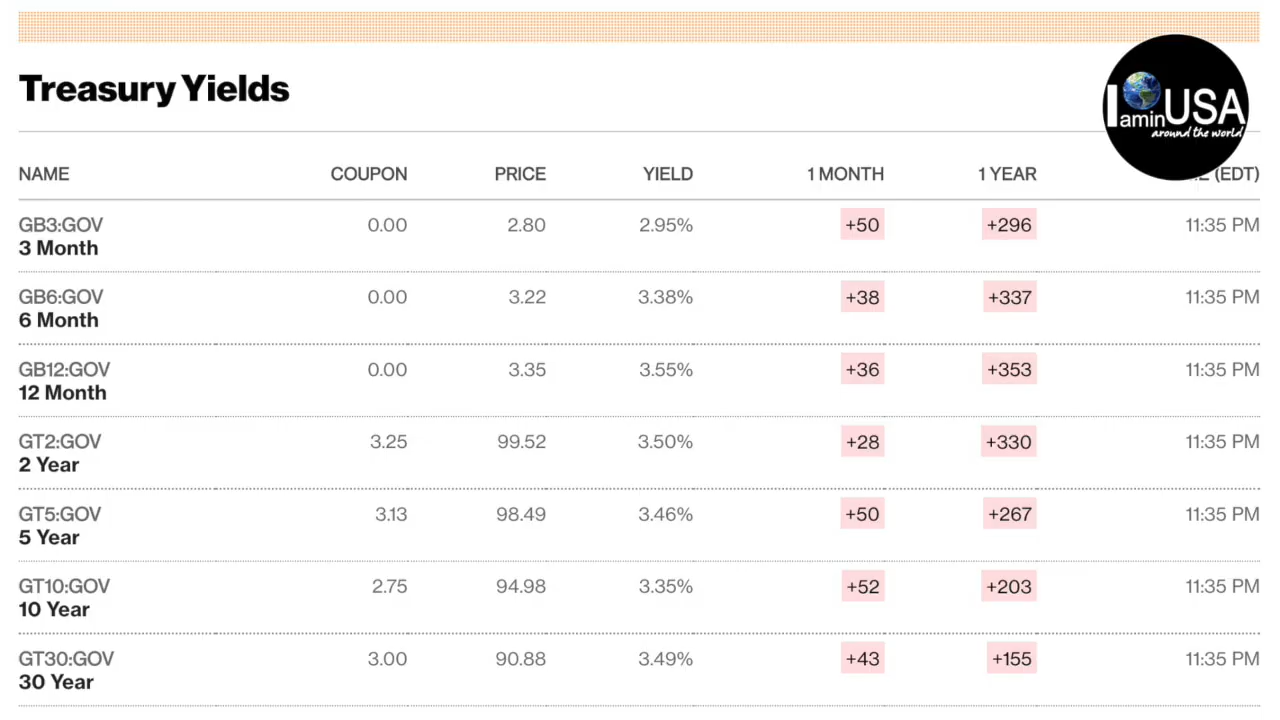 Treasury Yields
I aminUSA
around the world
NAME COUPON PRICE YIELD 1 MONTH 1 YEAR (EDT)
GB3:GOV 0.00 2.80 2.95% +50 +296 11:35 PM
3 Month
GB6:GOV 0.00 3.22 3.38% +38 +337 11:35 PM
6 Month
GB12:GOV 0.00 3.35 3.55% +36 +353 11:35 PM
12 Month
GT2:GOV 3.25 99.52 3.50% +28 +330 11:35 PM
2 Year
GT5:GOV 3.13 98.49 3.46% +50 +267 11:35 PM
5 Year
GT10:GOV 2.75 94.98 3.35% +52 +203 11:35 PM
10 Year
GT30:GOV 3.00 90.88 3.49% +43 +155 11:35 PM
30 Year